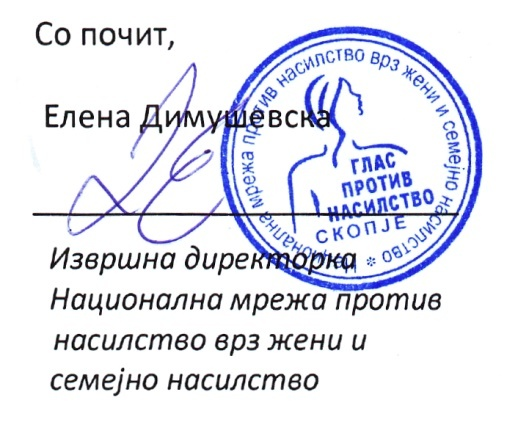 Со почит,
Елена Димушевска
Национална мрежа против насилство врз жени и семејно насилство *
ГЛАС
ПРОТИВ
НАСИЛСТВО
СКОПЈЕ
Извршна директорка
Национална мрежа против
насилство врз жени и
семејно насилство